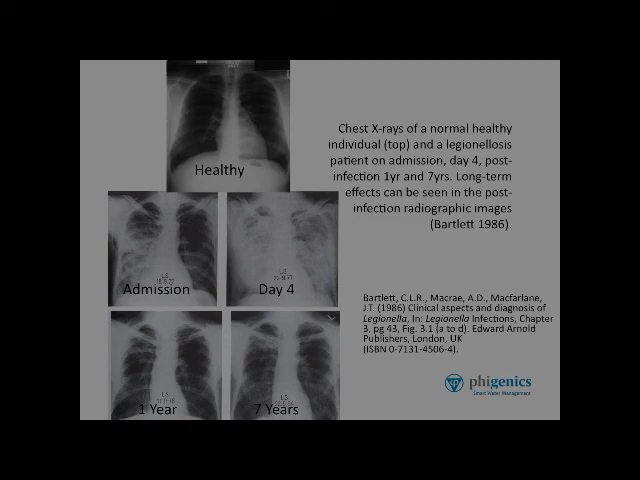 Chest X-rays of a normal healthy
individual (top) and a legionellosis
patient on admission, day 4, post-
infection 1yr and 7yrs. Long-term
effects can be seen in the post-
infection radiographic images
(Bartlett 1986).
Healthy
Admission
Day 4
1 Year
7 Years
Bartlett, C.L.R., Macrae, A.D., Macfarlane,
J.T. (1986) Clinical aspects and diagnosis of
Legionella, In: Legionella Infections, Chapter
3, pg 43, Fig. 3.1 (a to d). Edward Arnold
Publishers, London, UK
(ISBN 0-7131-4506-4).
phigenics
Smart Water Management